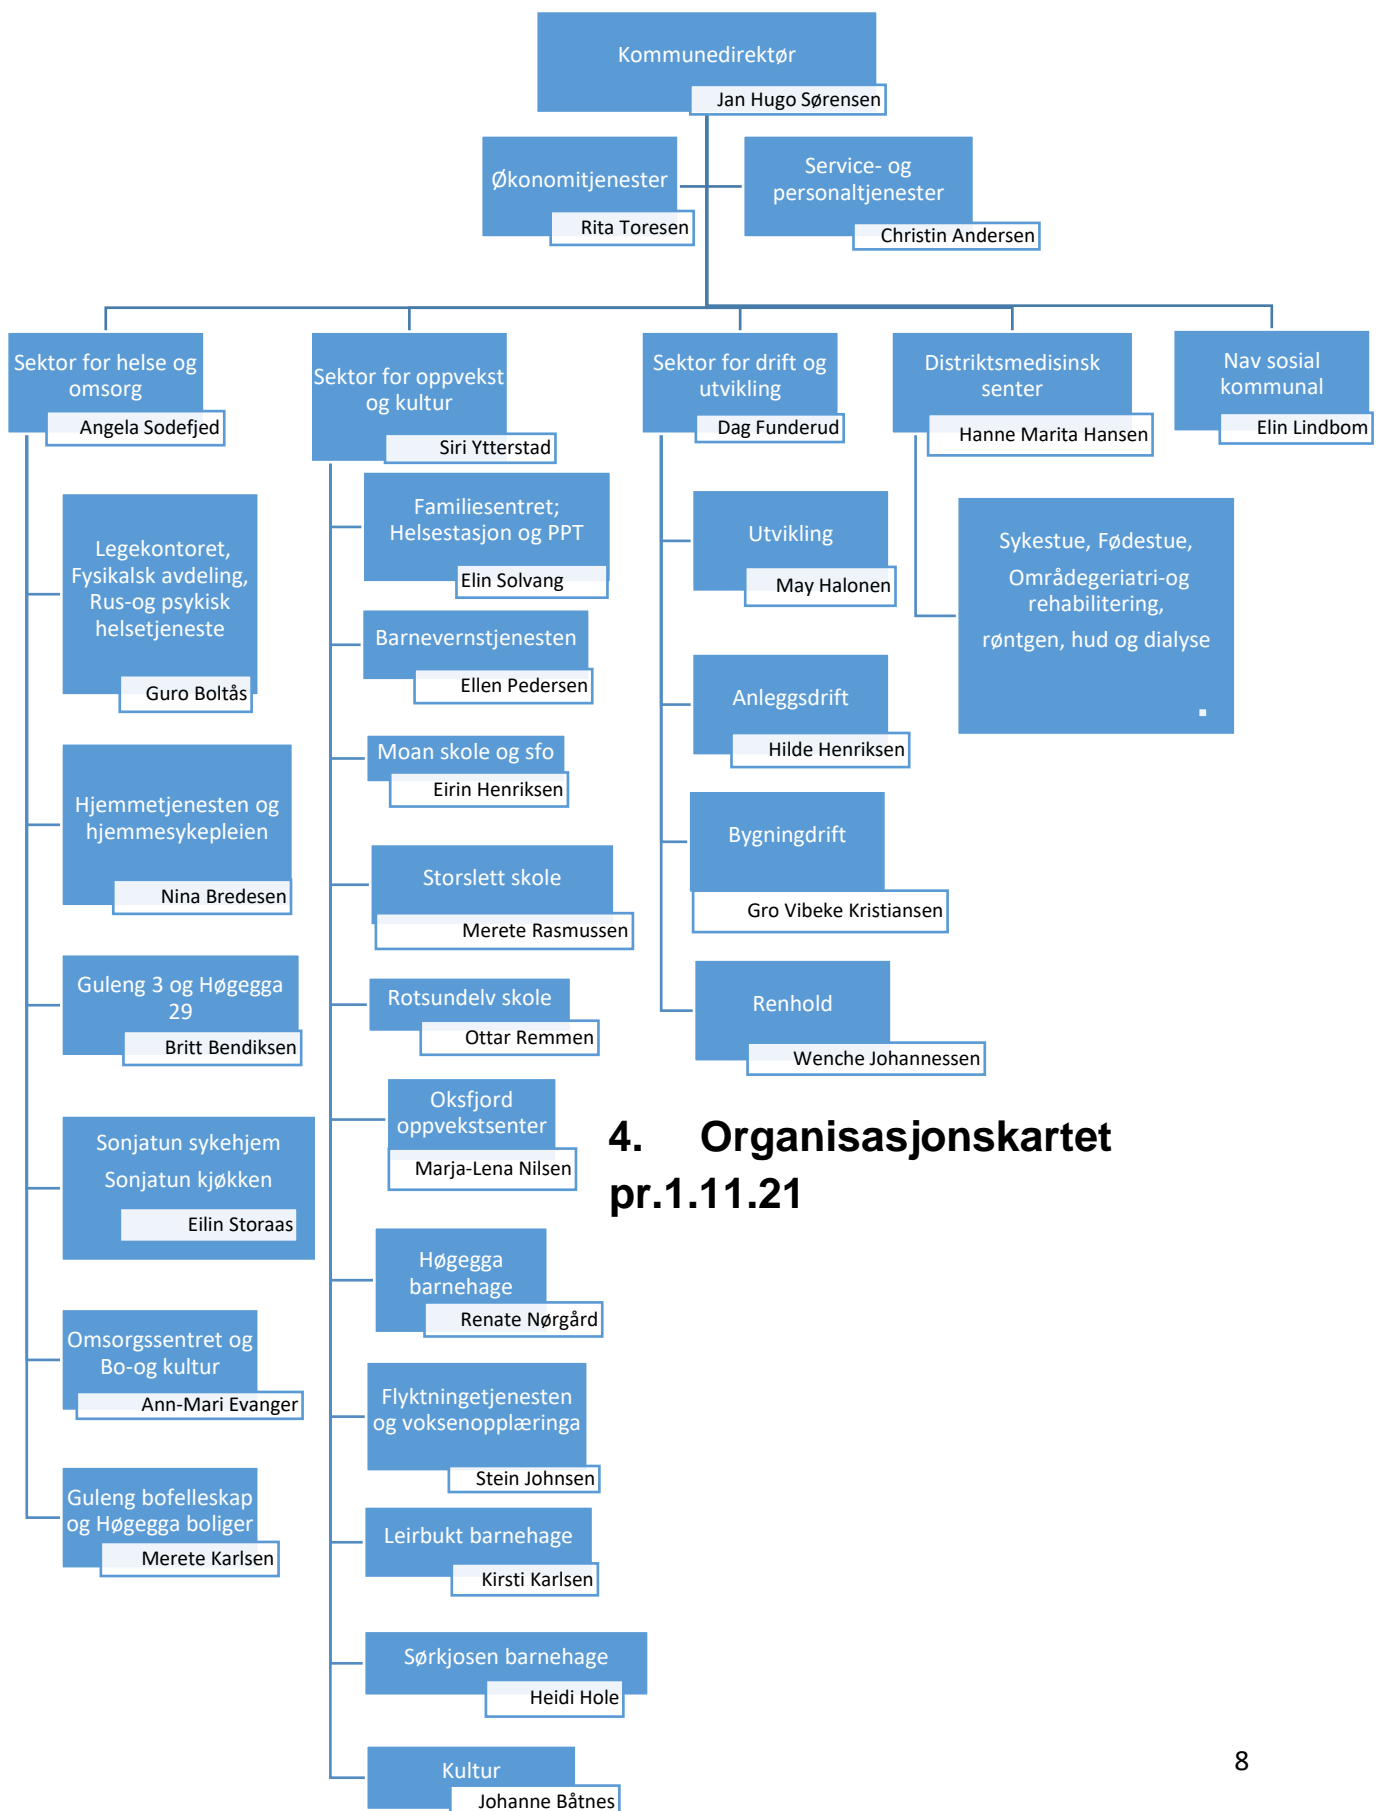 Kommunedirektør
Jan Hugo Sørensen
Økonomitjenester
Rita Toresen
Service- og
personaltjenester
Christin Andersen
Sektor for helse og
omsorg
Angela Sodefjed
Sektor for oppvekst
og kultur
Siri Ytterstad
Sektor for drift og
utvikling
Dag Funderud
Distriktsmedisinsk
senter
Hanne Marita Hansen
Nav sosial
kommunal
Elin Lindbom
Legekontoret,
Fysikalsk avdeling,
Rus-og psykisk
helsetjeneste
Guro Boltås
Hjemmetjenesten og
hjemmesykepleien
Nina Bredesen
Guleng 3 og Høgegga
29
Britt Bendiksen
Sonjatun sykehjem
Sonjatun kjøkken
Eilin Storaas
Omsorgssentret og
Bo-og kultur
Ann-Mari Evanger
Guleng bofelleskap
og Høgegga boliger
Merete Karlsen
Familiesentret;
Helsestasjon og PPT
Elin Solvang
Barnevernstjenesten
Ellen Pedersen
Moan skole og sfo
Eirin Henriksen
Storslett skole
Merete Rasmussen
Rotsundelv skole
Ottar Remmen
Oksfjord
oppvekstsenter
Marja-Lena Nilsen
Høgegga
barnehage
Renate Nørgård
Flyktningetjenesten
og voksenopplæringa
Stein Johnsen
Leirbukt barnehage
Kirsti Karlsen
Sørkjosen barnehage
Heidi Hole
Kultur
Johanne Båtnes
Utvikling
May Halonen
Anleggsdrift
Hilde Henriksen
Bygningdrift
Gro Vibeke Kristiansen
Renhold
Wenche Johannessen
Sykestue, Fødestue,
Områdegeriatri-og
rehabilitering,
røntgen, hud og dialyse
4. Organisasjonskartet
pr.1.11.21
8